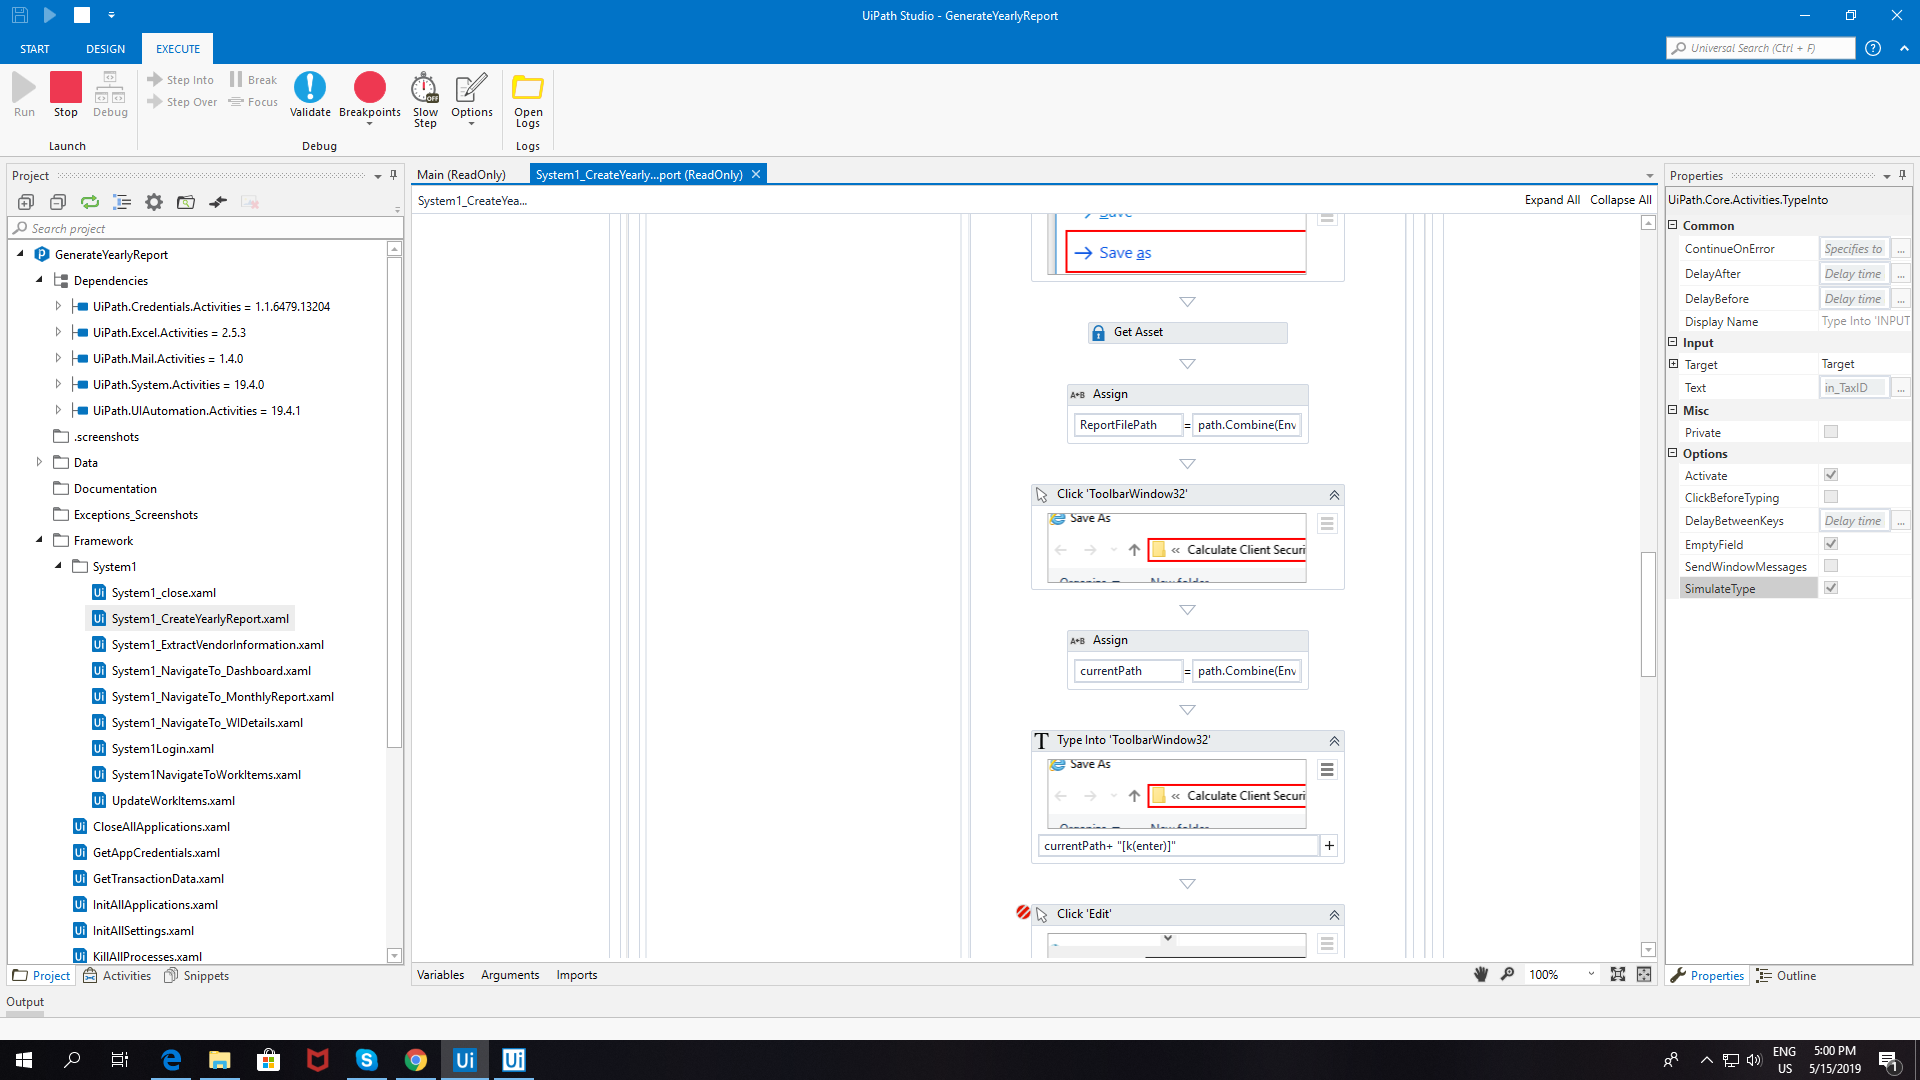 UiPath Studio - GenerateYearlyReport
START
DESIGN
EXECUTE
Universal Search (Ctrl + F)
Run
Stop
Debug
Step Into
Step Over
Break
Focus
Validate
Breakpoints
Slow Step
OFF
Options
Open Logs
Launch
Debug
Logs
Project
Search project
GenerateYearlyReport
Dependencies
UiPath.Credentials.Activities = 1.1.6479.13204
UiPath.Excel.Activities = 2.5.3
UiPath.Mail.Activities = 1.4.0
UiPath.System.Activities = 19.4.0
UiPath.UIAutomation.Activities = 19.4.1
.screenshots
Data
Documentation
Exceptions_Screenshots
Framework
System1
System1_close.xaml
System1_CreateYearlyReport.xaml
System1_ExtractVendorInformation.xaml
System1_NavigateTo_Dashboard.xaml
System1_NavigateTo_MonthlyReport.xaml
System1_NavigateTo_WIDetails.xaml
System1Login.xaml
System1NavigateToWorkItems.xaml
UpdateWorkItems.xaml
CloseAllApplications.xaml
GetAppCredentials.xaml
GetTransactionData.xaml
InitAllApplications.xaml
InitAllSettings.xaml
KillAllProcesses.xaml
Project
Activities
Snippets
Output
Main (ReadOnly)
System1_CreateYearly...port (ReadOnly)
System1_CreateYea...
Expand All
Collapse All
Save
Save as
Get Asset
A+B Assign
ReportFilePath = path.Combine(Env
Click 'ToolbarWindow32'
Save As
« Calculate Client Securi
Organize
New folder
A+B Assign
currentPath = path.Combine(Env
Type Into 'ToolbarWindow32'
Save As
« Calculate Client Securi
Organize
New folder
currentPath+ "[k(enter)]"
Click 'Edit'
Variables
Arguments
Imports
100%
Properties
UiPath.Core.Activities.TypeInto
Common
ContinueOnError Specifies to ...
DelayAfter Delay time ...
DelayBefore Delay time ...
Display Name Type Into 'INPUT
Input
Target Target
Text in_TaxID ...
Misc
Private
Options
Activate
ClickBeforeTyping
DelayBetweenKeys Delay time ...
EmptyField
SendWindowMessages
SimulateType
Properties
Outline
ENG
US
5:00 PM
5/15/2019
1